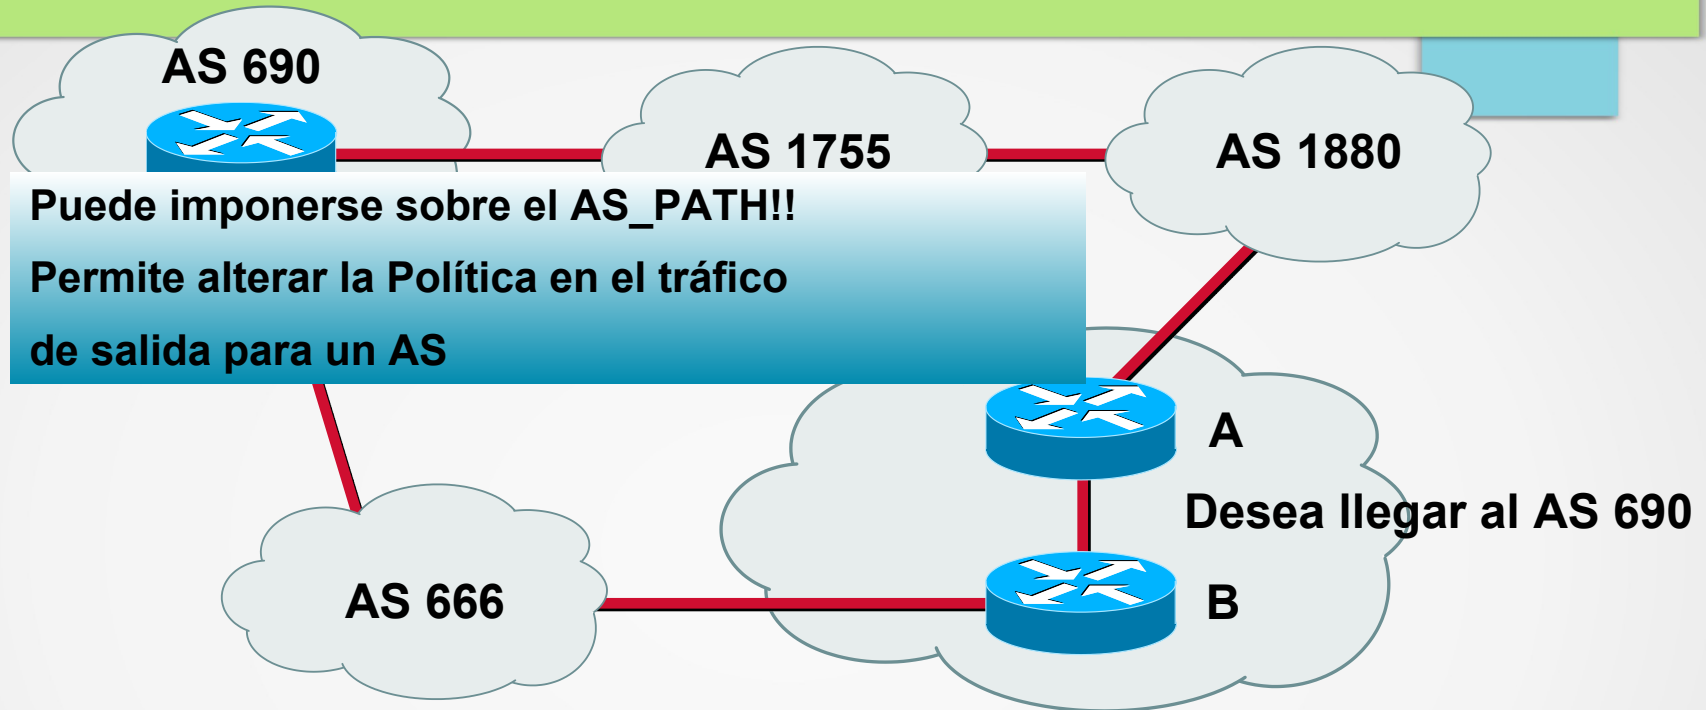 AS 690
AS 1755
AS 1880
Puede imponerse sobre el AS_PATH!!
Permite alterar la Política en el tráfico
de salida para un AS
A
Desea llegar al AS 690
AS 666
B